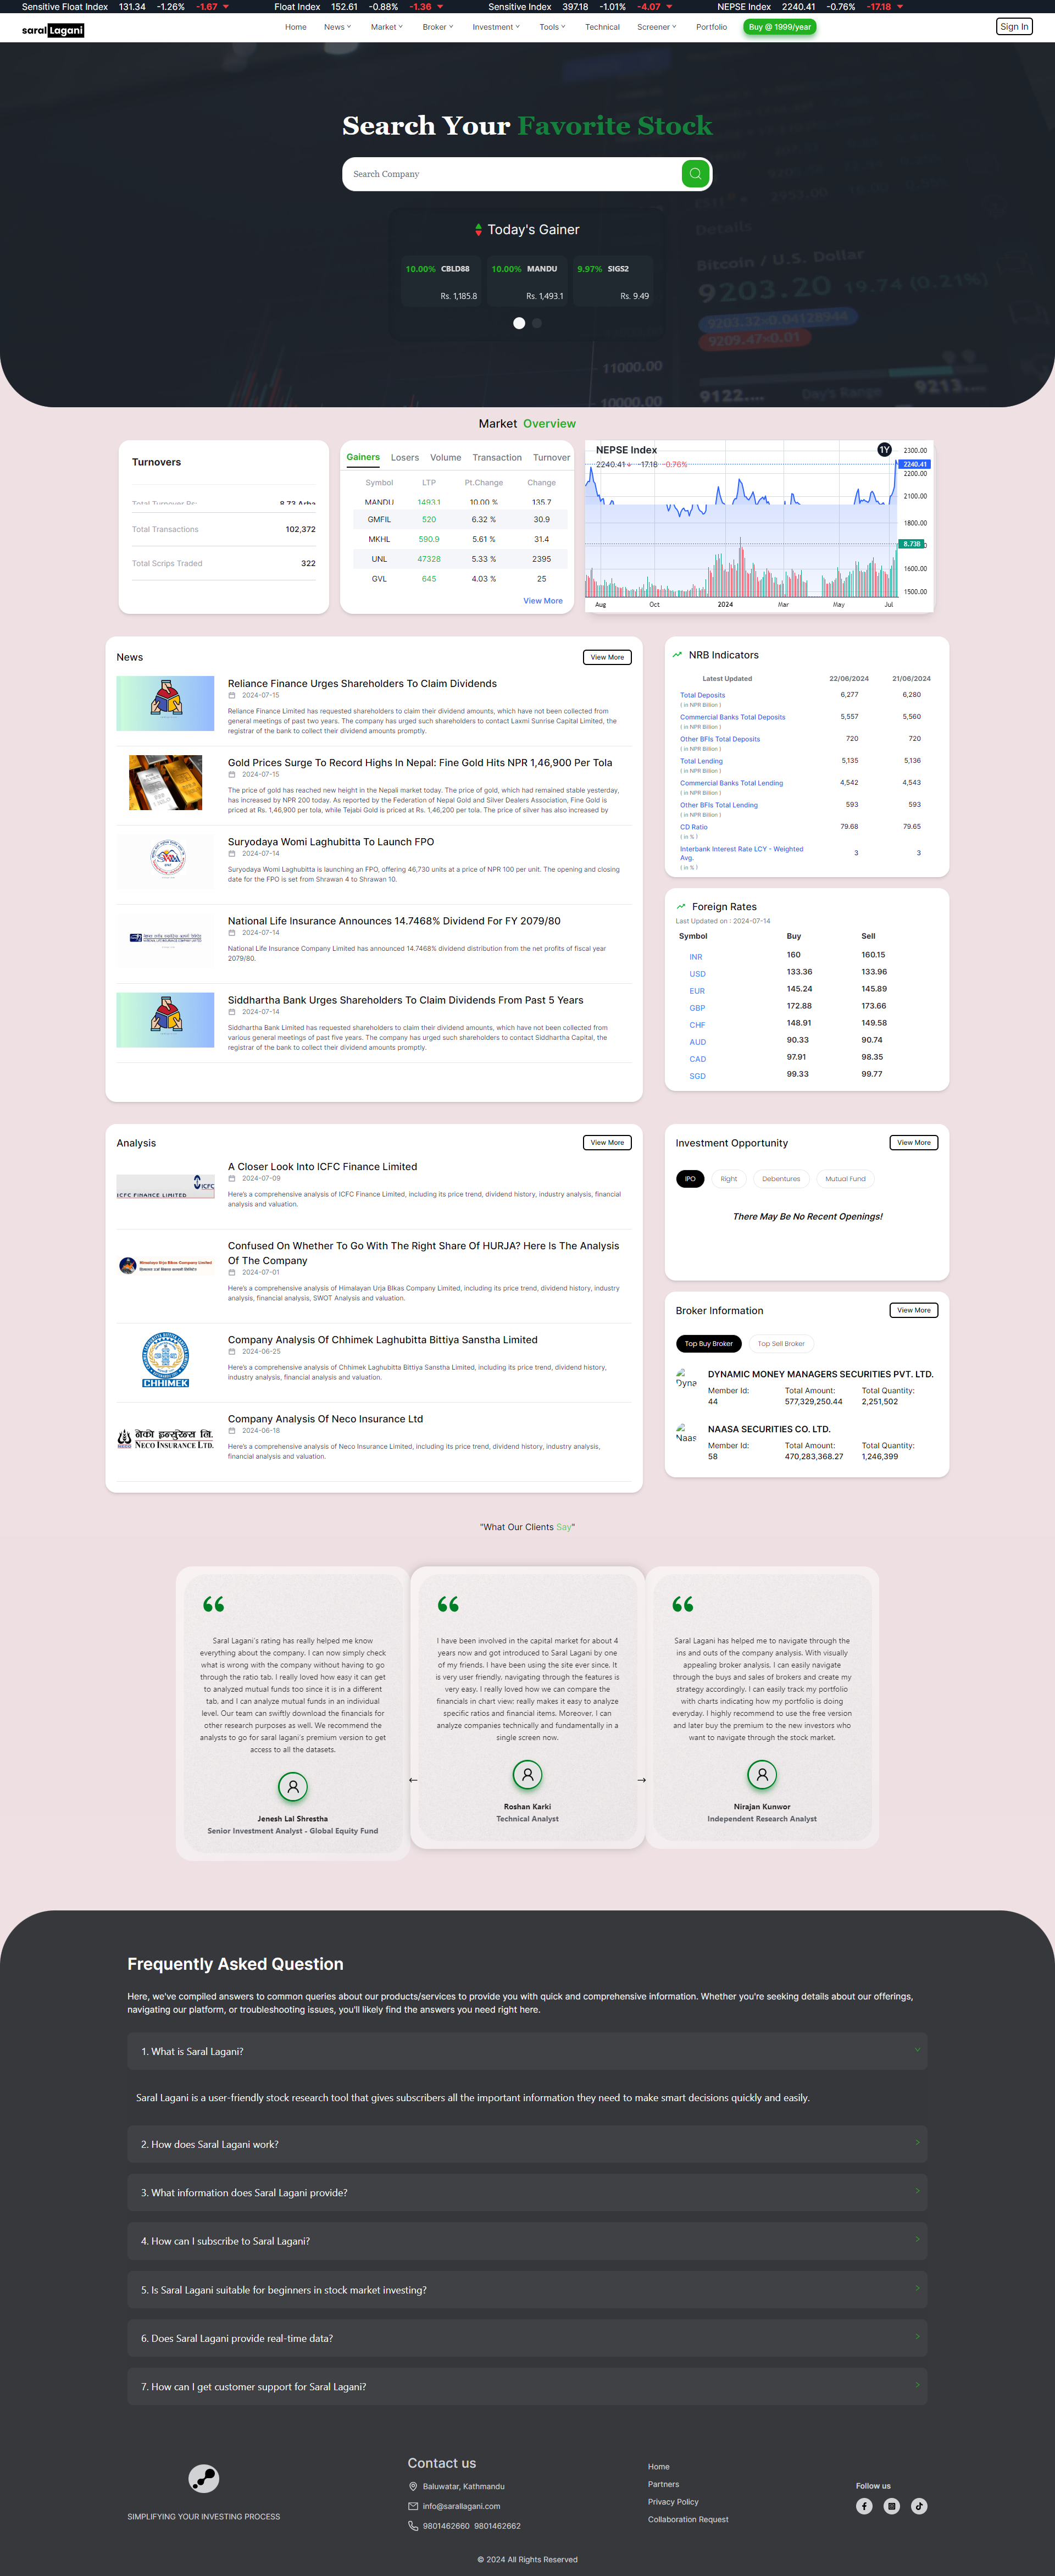 Sensitive Float Index 131.34 -1.26% -1.67 Float Index 152.61 -0.88% -1.36 Sensitive Index 397.18 -1.01% -4.07 NEPSE Index 2240.41 -0.76% -17.18
saral Lagani Home News Market Broker Investment Tools Technical Screener Portfolio Buy @ 1999/year Sign In
Search Your Favorite Stock
Search Company
Today's Gainer
10.00% CBLD88 10.00% MANDU 9.97% SIGS2
Rs. 1,185.8 Rs. 1,493.1 Rs. 9.49
Details
Bitcoin / U.S. Dollar
9203.20 19.74 (0.21%)
9203.32×0.04128944
9209.47×0.01
11000.00
10000.00
9122.... Day's Range 9213....
Market Overview
Turnovers
Total Turnover Rs: 8.73 Arba
Total Transactions 102,372
Total Scrips Traded 322
Gainers Losers Volume Transaction Turnover
Symbol LTP Pt.Change Change
MANDU 1493.1 10.00 % 135.7
GMFIL 520 6.32 % 30.9
MKHL 590.9 5.61 % 31.4
UNL 47328 5.33 % 2395
GVL 645 4.03 % 25
View More
NEPSE Index 1Y
2240.41 -17.18 -0.76%
2300.00
2240.41
2200.00
2100.00
1800.00
8.73B
1600.00
1500.00
Aug Oct 2024 Mar May Jul
News View More
Reliance Finance Urges Shareholders To Claim Dividends
2024-07-15
Reliance Finance Limited has requested shareholders to claim their dividend amounts, which have not been collected from
general meetings of past two years. The company has urged such shareholders to contact Laxmi Sunrise Capital Limited, the
registrar of the bank to collect their dividend amounts promptly.
Gold Prices Surge To Record Highs In Nepal: Fine Gold Hits NPR 1,46,900 Per Tola
2024-07-15
The price of gold has reached new height in the Nepali market today. The price of gold, which had remained stable yesterday,
has increased by NPR 200 today. As reported by the Federation of Nepal Gold and Silver Dealers Association, Fine Gold is
priced at Rs. 1,46,900 per tola, while Tejabi Gold is priced at Rs. 1,46,200 per tola. The price of silver has also increased by
Suryodaya Womi Laghubitta To Launch FPO
2024-07-14
Suryodaya Womi Laghubitta is launching an FPO, offering 46,730 units at a price of NPR 100 per unit. The opening and closing
date for the FPO is set from Shrawan 4 to Shrawan 10.
National Life Insurance Announces 14.7468% Dividend For FY 2079/80
2024-07-14
National Life Insurance Company Limited has announced 14.7468% dividend distribution from the net profits of fiscal year
2079/80.
Siddhartha Bank Urges Shareholders To Claim Dividends From Past 5 Years
2024-07-14
Siddhartha Bank Limited has requested shareholders to claim their dividend amounts, which have not been collected from
various general meetings of past five years. The company has urged such shareholders to contact Siddhartha Capital, the
registrar of the bank to collect their dividend amounts promptly.
NRB Indicators
Latest Updated 22/06/2024 21/06/2024
Total Deposits 6,277 6,280
( in NPR Billion )
Commercial Banks Total Deposits 5,557 5,560
( in NPR Billion )
Other BFIs Total Deposits 720 720
( in NPR Billion )
Total Lending 5,135 5,136
( in NPR Billion )
Commercial Banks Total Lending 4,542 4,543
( in NPR Billion )
Other BFIs Total Lending 593 593
( in NPR Billion )
CD Ratio 79.68 79.65
( in % )
Interbank Interest Rate LCY - Weighted
Avg. 3 3
( in % )
Foreign Rates
Last Updated on : 2024-07-14
Symbol Buy Sell
INR 160 160.15
USD 133.36 133.96
EUR 145.24 145.89
GBP 172.88 173.66
CHF 148.91 149.58
AUD 90.33 90.74
CAD 97.91 98.35
SGD 99.33 99.77
Analysis View More
A Closer Look Into ICFC Finance Limited
2024-07-09
ICFC
ICFC FINANCE LIMITED
Here's a comprehensive analysis of ICFC Finance Limited, including its price trend, dividend history, industry analysis, financial
analysis and valuation.
Confused On Whether To Go With The Right Share Of HURJA? Here Is The Analysis
Of The Company
2024-07-01
Himalaya Urja Bikas Company Limited
Here's a comprehensive analysis of Himalayan Urja BIkas Company Limited, including its price trend, dividend history, industry
analysis, financial analysis, SWOT Analysis and valuation.
Company Analysis Of Chhimek Laghubitta Bittiya Sanstha Limited
2024-06-25
CHHIMEK
Here's a comprehensive analysis of Chhimek Laghubitta Bittiya Sanstha Limited, including its price trend, dividend history,
industry analysis, financial analysis and valuation.
Company Analysis Of Neco Insurance Ltd
2024-06-18
नेको इन्स्युरेन्स लि.
NECO NECO INSURANCE LTD.
Here's a comprehensive analysis of Neco Insurance Limited, including its price trend, dividend history, industry analysis,
financial analysis and valuation.
Investment Opportunity View More
IPO Right Debentures Mutual Fund
There May Be No Recent Openings!
Broker Information View More
Top Buy Broker Top Sell Broker
Dyna DYNAMIC MONEY MANAGERS SECURITIES PVT. LTD.
Member Id: Total Amount: Total Quantity:
44 577,329,250.44 2,251,502
Naas NAASA SECURITIES CO. LTD.
Member Id: Total Amount: Total Quantity:
58 470,283,368.27 1,246,399
"What Our Clients Say"
Saral Lagani's rating has really helped me know
everything about the company. I can now simply check
what is wrong with the company without having to go
through the ratio tab. I really loved how easy it can get
to analyzed mutual funds too since it is in a different
tab, and I can analyze mutual funds in an individual
level. Our team can swiftly download the financials for
other research purposes as well. We recommend the
analysts to go for saral lagani's premium version to get
access to all the datasets.
Jenesh Lal Shrestha
Senior Investment Analyst - Global Equity Fund
I have been involved in the capital market for about 4
years now and got introduced to Saral Lagani by one
of my friends. I have been using the site ever since. It
is very user friendly, navigating through the features is
very easy. I really loved how we can compare the
financials in chart view; really makes it easy to analyze
specific ratios and financial items. Moreover, I can
analyze companies technically and fundamentally in a
single screen now.
Roshan Karki
Technical Analyst
Saral Lagani has helped me to navigate through the
ins and outs of the company analysis. With visually
appealing broker analysis, I can easily navigate
through the buys and sales of brokers and create my
strategy accordingly. I can easily track my portfolio
with charts indicating how my portfolio is doing
everyday. I highly recommend to use the free version
and later buy the premium to the new investors who
want to navigate through the stock market.
Nirajan Kunwor
Independent Research Analyst
Frequently Asked Question
Here, we've compiled answers to common queries about our products/services to provide you with quick and comprehensive information. Whether you're seeking details about our offerings,
navigating our platform, or troubleshooting issues, you'll likely find the answers you need right here.
1. What is Saral Lagani?
Saral Lagani is a user-friendly stock research tool that gives subscribers all the important information they need to make smart decisions quickly and easily.
2. How does Saral Lagani work?
3. What information does Saral Lagani provide?
4. How can I subscribe to Saral Lagani?
5. Is Saral Lagani suitable for beginners in stock market investing?
6. Does Saral Lagani provide real-time data?
7. How can I get customer support for Saral Lagani?
SIMPLIFYING YOUR INVESTING PROCESS
Contact us
Baluwatar, Kathmandu
info@sarallagani.com
9801462660 9801462662
Home
Partners
Privacy Policy
Collaboration Request
Follow us
© 2024 All Rights Reserved